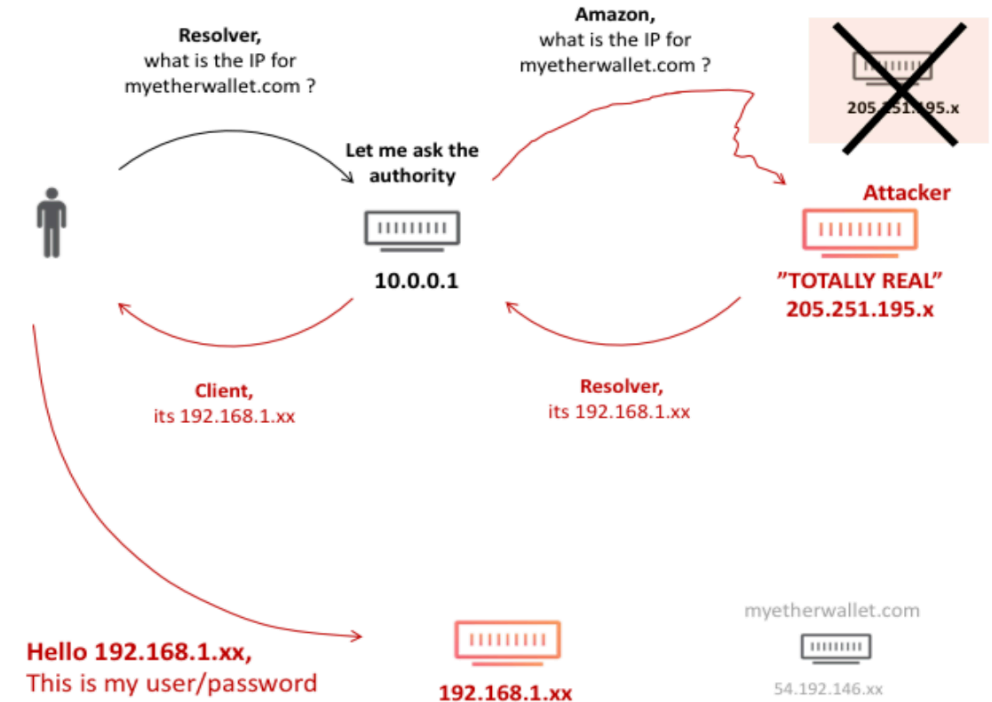 Resolver,
what is the IP for
myetherwallet.com ?
Amazon,
what is the IP for
myetherwallet.com ?
205.251.195.x
Let me ask the
authority
10.0.0.1
Attacker
”TOTALLY REAL”
205.251.195.x
Client,
its 192.168.1.xx
Resolver,
its 192.168.1.xx
Hello 192.168.1.xx,
This is my user/password
192.168.1.xx
myetherwallet.com
54.192.146.xx